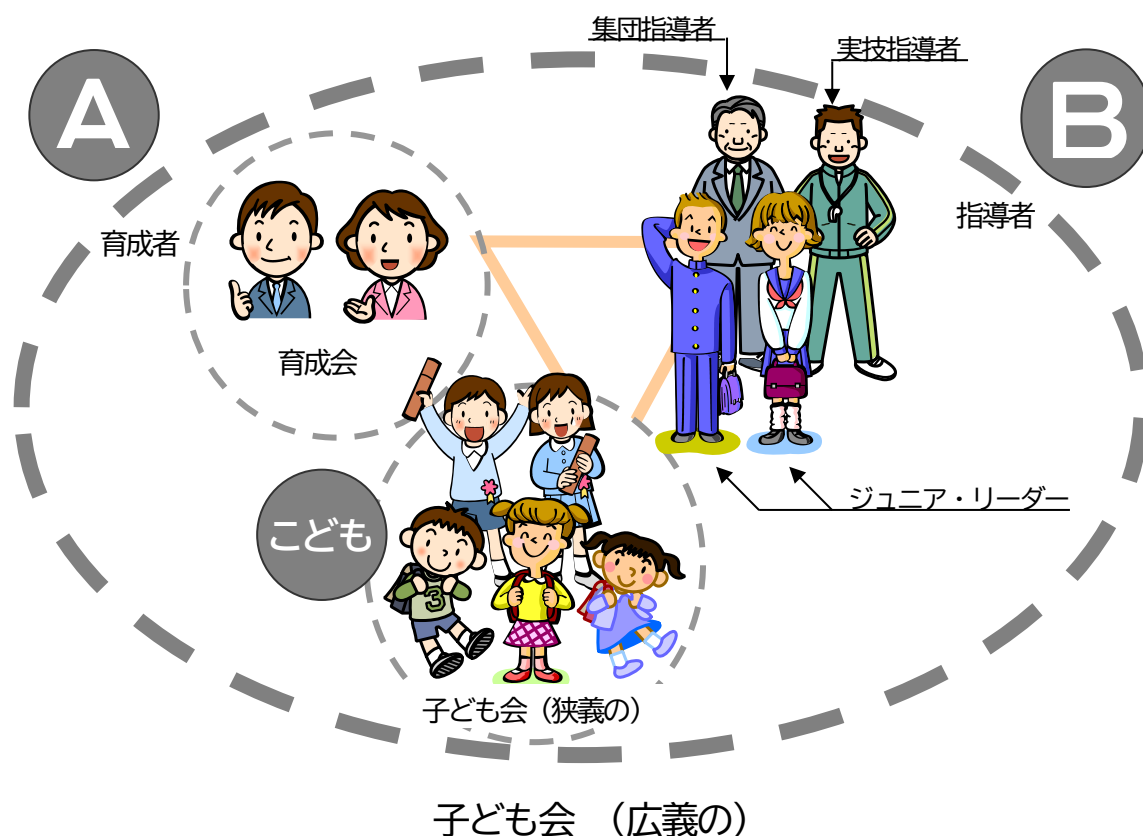 集団指導者
実技指導者
A
B
育成者
指導者
育成会
ジュニア・リーダー
こども
3
子ども会（狭義の）
子ども会 （広義の）